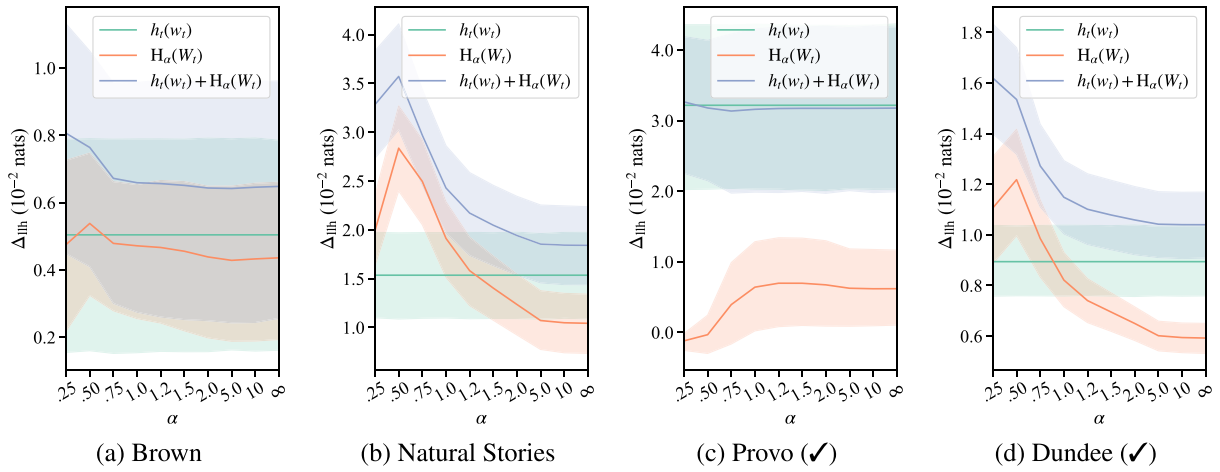 h_t(w_t)
H_α(W_t)
h_t(w_t) + H_α(W_t)
Δ_llh (10⁻² nats)
1.0
0.8
0.6
0.4
0.2
.25 .50 .75 1.0 1.2 1.5 2.0 5.0 10 ∞
α
(a) Brown
h_t(w_t)
H_α(W_t)
h_t(w_t) + H_α(W_t)
Δ_llh (10⁻² nats)
4.0
3.5
3.0
2.5
2.0
1.5
1.0
.25 .50 .75 1.0 1.2 1.5 2.0 5.0 10 ∞
α
(b) Natural Stories
h_t(w_t)
H_α(W_t)
h_t(w_t) + H_α(W_t)
Δ_llh (10⁻² nats)
4.0
3.0
2.0
1.0
0.0
.25 .50 .75 1.0 1.2 1.5 2.0 5.0 10 ∞
α
(c) Provo (✓)
h_t(w_t)
H_α(W_t)
h_t(w_t) + H_α(W_t)
Δ_llh (10⁻² nats)
1.8
1.6
1.4
1.2
1.0
0.8
0.6
.25 .50 .75 1.0 1.2 1.5 2.0 5.0 10 ∞
α
(d) Dundee (✓)